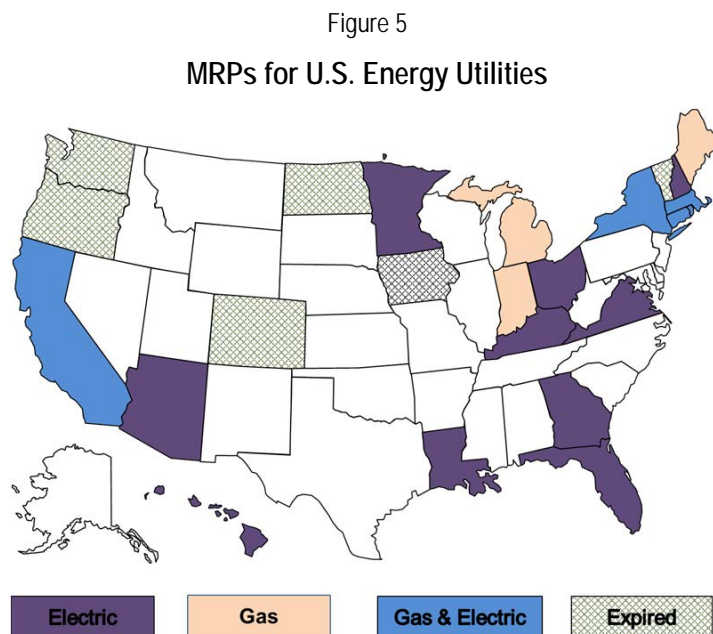 Figure 5
MRPs for U.S. Energy Utilities
Electric
Gas
Gas & Electric
Expired